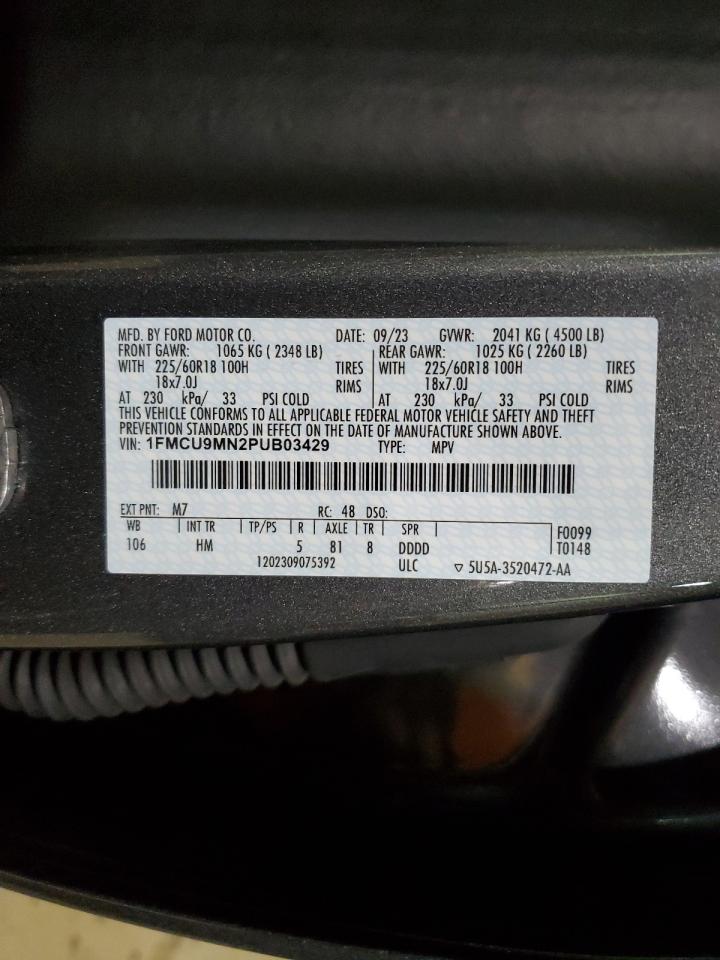 MFD. BY FORD MOTOR CO. DATE: 09/23 GVWR: 2041 KG ( 4500 LB)
FRONT GAWR: 1065 KG ( 2348 LB) REAR GAWR: 1025 KG ( 2260 LB)
WITH 225/60R18 100H TIRES WITH 225/60R18 100H TIRES
18x7.0J RIMS 18x7.0J RIMS
AT 230 kPa/ 33 PSI COLD AT 230 kPa/ 33 PSI COLD
THIS VEHICLE CONFORMS TO ALL APPLICABLE FEDERAL MOTOR VEHICLE SAFETY AND THEFT
PREVENTION STANDARDS IN EFFECT ON THE DATE OF MANUFACTURE SHOWN ABOVE.
VIN: 1FMCU9MN2PUB03429 TYPE: MPV
EXT PNT: M7 RC: 48 DSO:
WB INT TR TP/PS R AXLE TR SPR F0099
106 HM 5 81 8 DDDD T0148
1202309075392 ULC ▽ 5U5A-3520472-AA